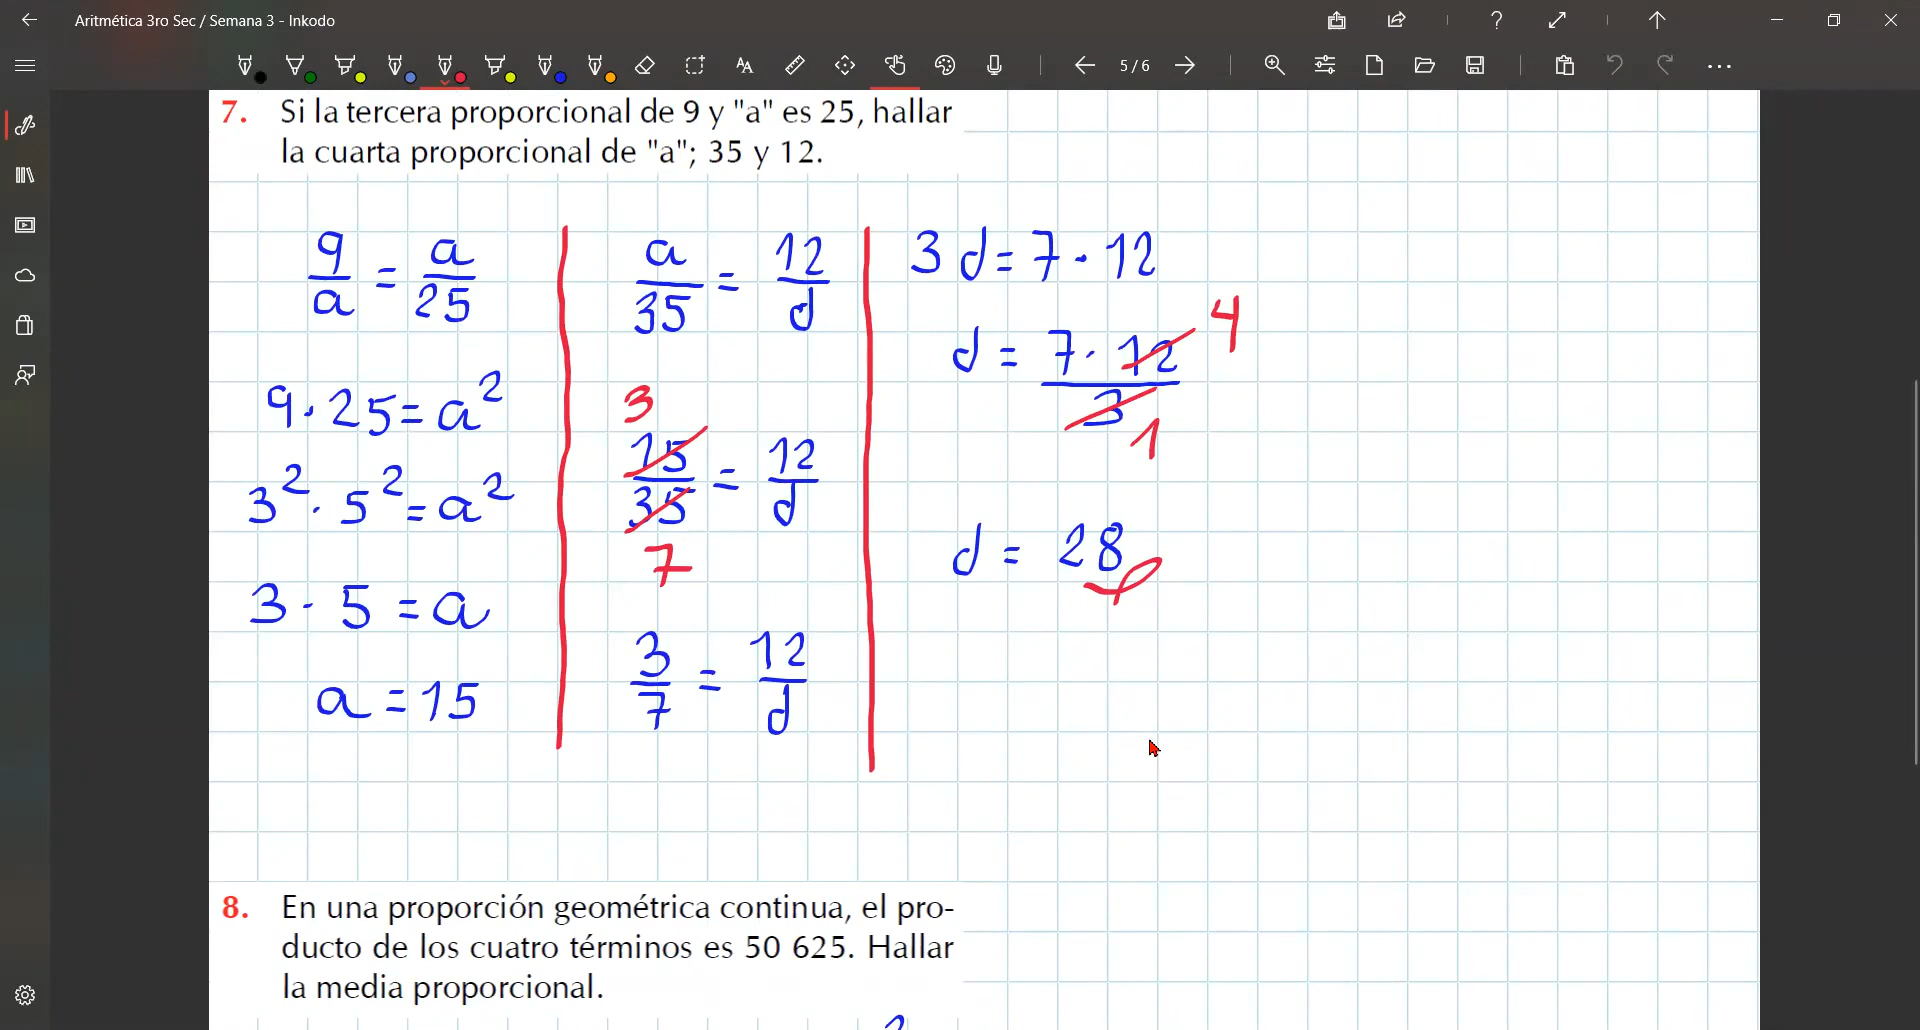 Aritmética 3ro Sec / Semana 3 - Inkodo
5 / 6
7. Si la tercera proporcional de 9 y "a" es 25, hallar
la cuarta proporcional de "a"; 35 y 12.
9/a = a/25
9 · 25 = a²
3² · 5² = a²
3 · 5 = a
a = 15
a/35 = 12/d
3
15/35 = 12/d
7
3/7 = 12/d
3 d = 7 · 12
4
d = 7 · 12/3
1
d = 28
8. En una proporción geométrica continua, el pro-
ducto de los cuatro términos es 50 625. Hallar
la media proporcional.